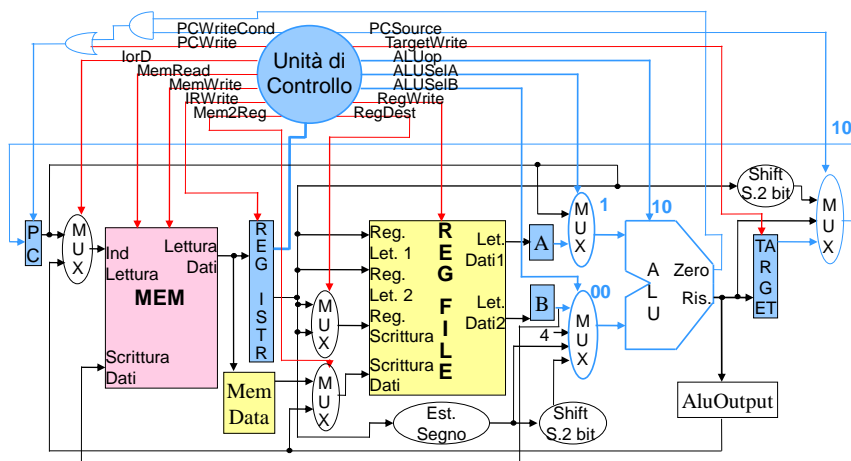 PCWriteCond
PCWrite
IorD
MemRead
MemWrite
IRWrite
Mem2Reg
Unità di
Controllo
PCSource
TargetWrite
ALUop
ALUSelA
ALUSelB
RegWrite
RegDest
10
Shift
S.2 bit
P
C
M
U
X
Ind
Lettura
Lettura
Dati
MEM
Scrittura
Dati
R
E
G
I
S
T
R
Mem
Data
M
U
X
M
U
X
Reg.
Let. 1
Reg.
Let. 2
Reg.
Scrittura
Scrittura
Dati
R
E
G
F
I
L
E
Let.
Dati1
Let.
Dati2
A
B
M
U
X
1
10
00
4
M
U
X
A
L
U
Zero
Ris.
TA
R
G
ET
M
U
X
Est.
Segno
Shift
S.2 bit
AluOutput